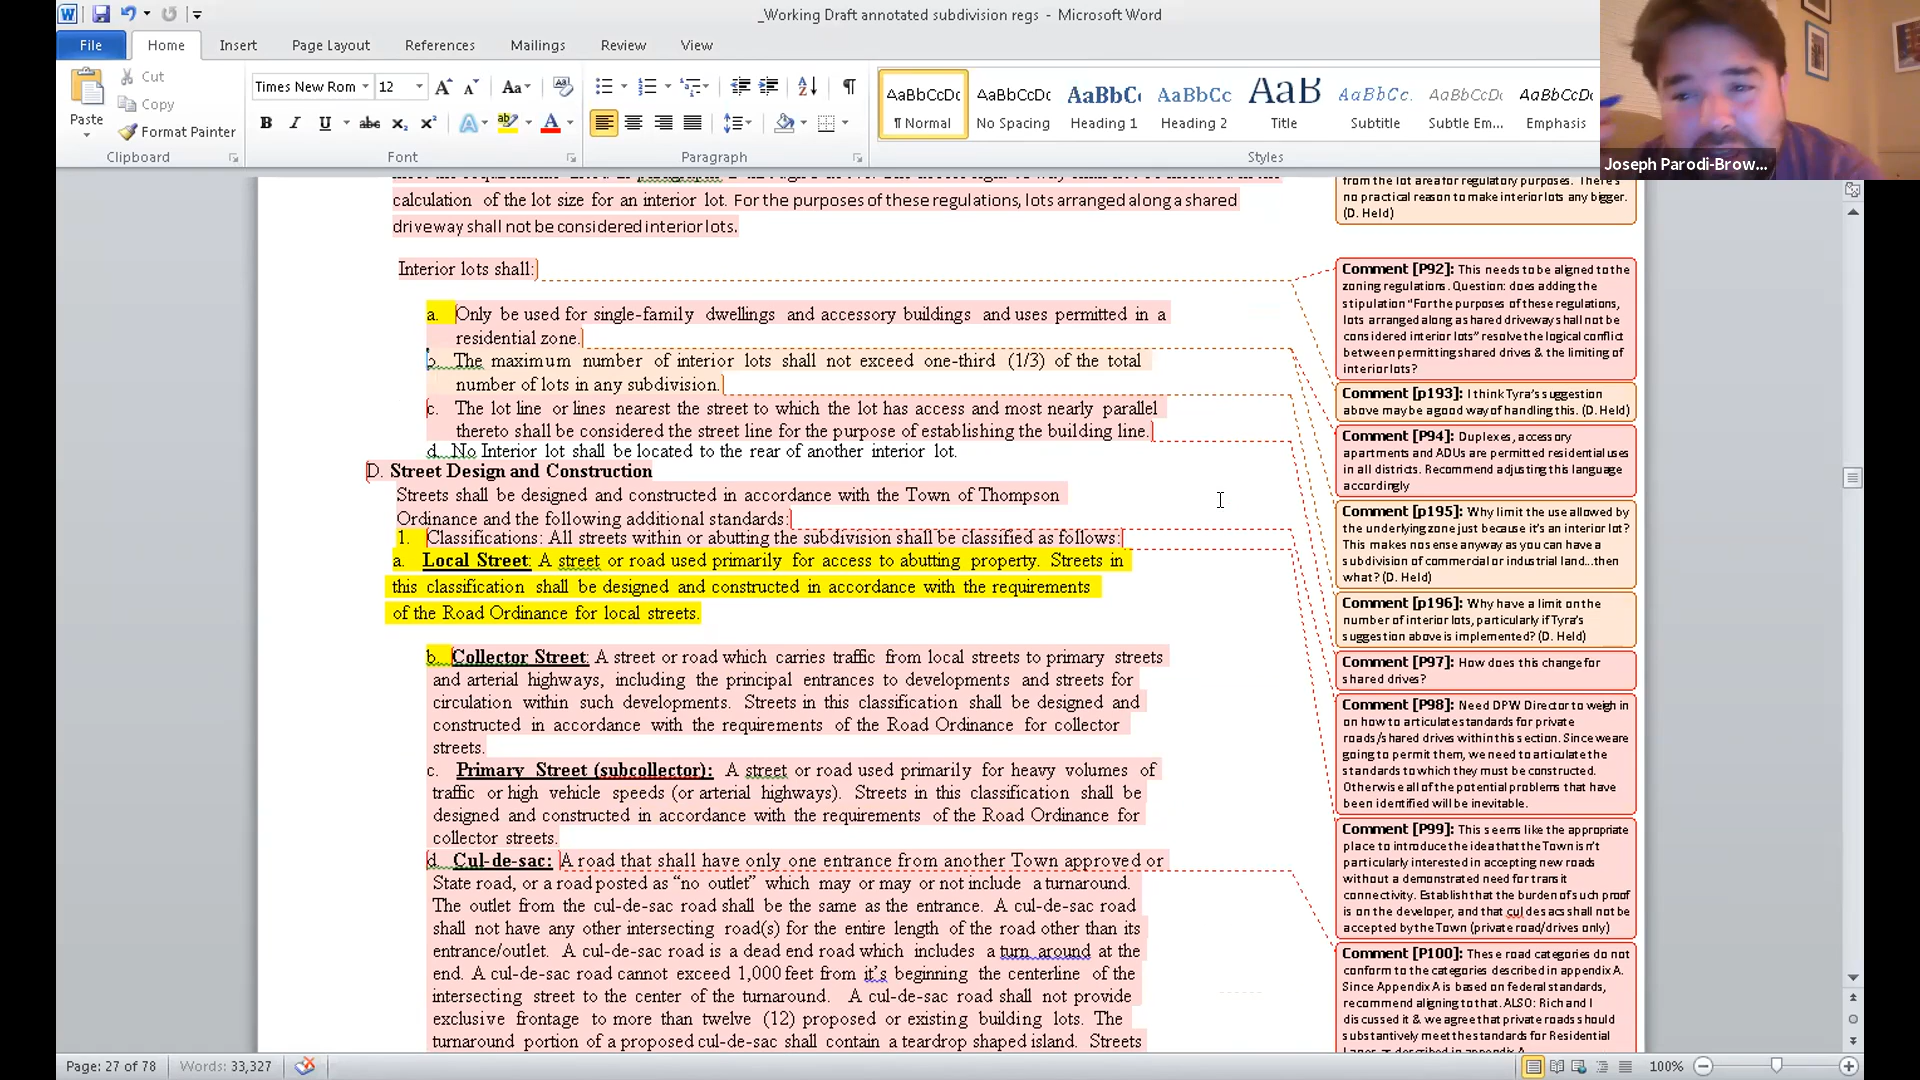 _Working Draft annotated subdivision regs - Microsoft Word
File Home Insert Page Layout References Mailings Review View
Paste
Cut
Copy
Format Painter
Clipboard
Times New Rom 12
Font
Paragraph
AaBbCcDc AaBbCcDc AaBbC AaBbCc AaB AaBbCc. AaBbCcDc AaBbCcDc
¶ Normal No Spacing Heading 1 Heading 2 Title Subtitle Subtle Em... Emphasis
Styles
Joseph Parodi-Brow...
calculation of the lot size for an interior lot. For the purposes of these regulations, lots arranged along a shared
driveway shall not be considered interior lots.
Interior lots shall:
a. Only be used for single-family dwellings and accessory buildings and uses permitted in a
residential zone.
b. The maximum number of interior lots shall not exceed one-third (1/3) of the total
number of lots in any subdivision.
c. The lot line or lines nearest the street to which the lot has access and most nearly parallel
thereto shall be considered the street line for the purpose of establishing the building line.
d. No Interior lot shall be located to the rear of another interior lot.
D. Street Design and Construction
Streets shall be designed and constructed in accordance with the Town of Thompson
Ordinance and the following additional standards:
1. Classifications: All streets within or abutting the subdivision shall be classified as follows:
a. Local Street: A street or road used primarily for access to abutting property. Streets in
this classification shall be designed and constructed in accordance with the requirements
of the Road Ordinance for local streets.
b. Collector Street: A street or road which carries traffic from local streets to primary streets
and arterial highways, including the principal entrances to developments and streets for
circulation within such developments. Streets in this classification shall be designed and
constructed in accordance with the requirements of the Road Ordinance for collector
streets.
c. Primary Street (subcollector): A street or road used primarily for heavy volumes of
traffic or high vehicle speeds (or arterial highways). Streets in this classification shall be
designed and constructed in accordance with the requirements of the Road Ordinance for
collector streets.
d. Cul-de-sac: A road that shall have only one entrance from another Town approved or
State road, or a road posted as “no outlet” which may or may or not include a turnaround.
The outlet from the cul-de-sac road shall be the same as the entrance. A cul-de-sac road
shall not have any other intersecting road(s) for the entire length of the road other than its
entrance/outlet. A cul-de-sac road is a dead end road which includes a turn around at the
end. A cul-de-sac road cannot exceed 1,000 feet from it’s beginning the centerline of the
intersecting street to the center of the turnaround. A cul-de-sac road shall not provide
exclusive frontage to more than twelve (12) proposed or existing building lots. The
turnaround portion of a proposed cul-de-sac shall contain a teardrop shaped island. Streets
from the lot area for regulatory purposes. There's
no practical reason to make interior lots any bigger.
(D. Held)
Comment [P92]: This needs to be aligned to the
zoning regulations. Question: does adding the
stipulation “For the purposes of these regulations,
lots arranged along as hared driveway shall not be
considered interior lots” resolve the logical conflict
between permitting shared drives & the limiting of
interior lots?
Comment [p193]: I think Tyra's suggestion
above may be a good way of handling this. (D. Held)
Comment [P94]: Duplexes, accessory
apartments and ADUs are permitted residential uses
in all districts. Recommend adjusting this language
accordingly
Comment [p195]: Why limit the use allowed by
the underlying zone just because it's an interior lot?
This makes no sense anyway as you can have a
subdivision of commercial or industrial land...then
what? (D. Held)
Comment [p196]: Why have a limit on the
number of interior lots, particularly if Tyra's
suggestion above is implemented? (D. Held)
Comment [P97]: How does this change for
shared drives?
Comment [P98]: Need DPW Director to weigh in
on how to articulate standards for private
roads/shared drives within this section. Since we are
going to permit them, we need to articulate the
standards to which they must be constructed.
Otherwise all of the potential problems that have
been identified will be inevitable.
Comment [P99]: This seems like the appropriate
place to introduce the idea that the Town isn't
particularly interested in accepting new roads
without a demonstrated need for transit
connectivity. Establish that the burden of such proof
is on the developer, and that cul des acs shall not be
accepted by the Town (private road/drives only)
Comment [P100]: These road categories do not
conform to the categories described in appendix A.
Since Appendix A is based on federal standards,
recommend aligning to that. ALSO: Rich and I
discussed it & we agree that private roads should
substantively meet the standards for Residential
Lanes as described in appendix A
Page: 27 of 78 Words: 33,327 100%